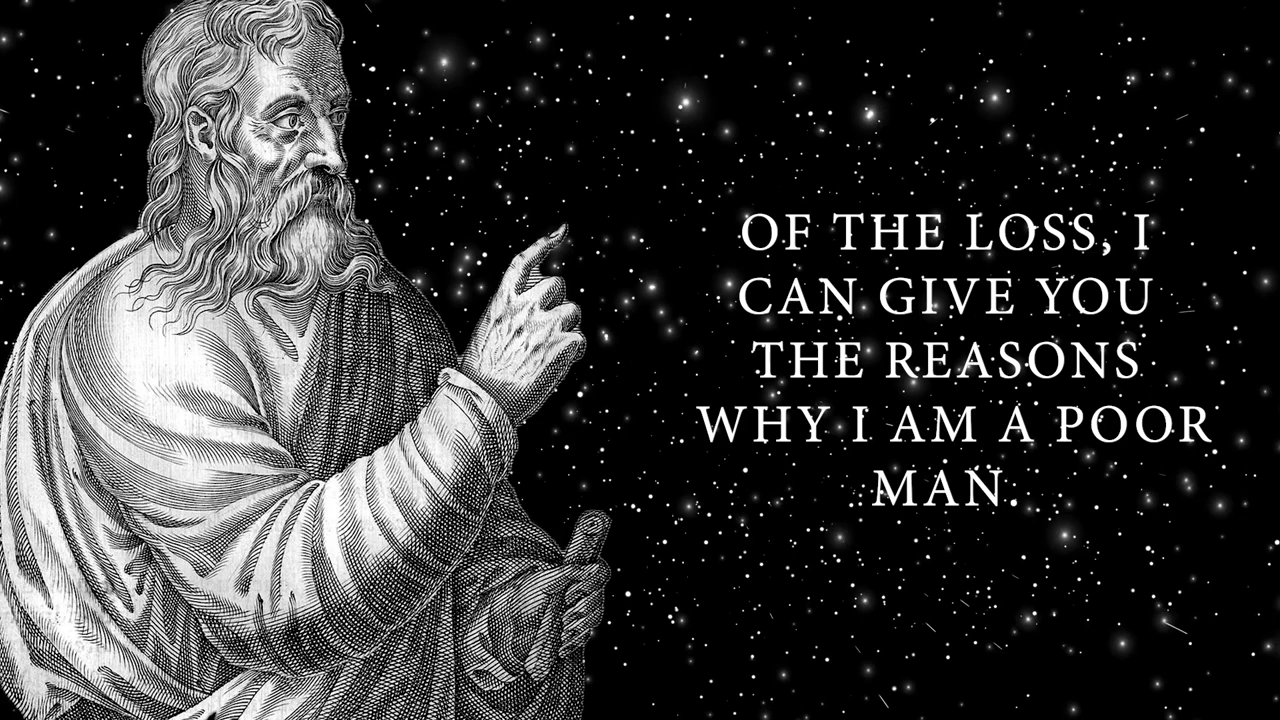 OF THE LOSS, I
CAN GIVE YOU
THE REASONS
WHY I AM A POOR
MAN.